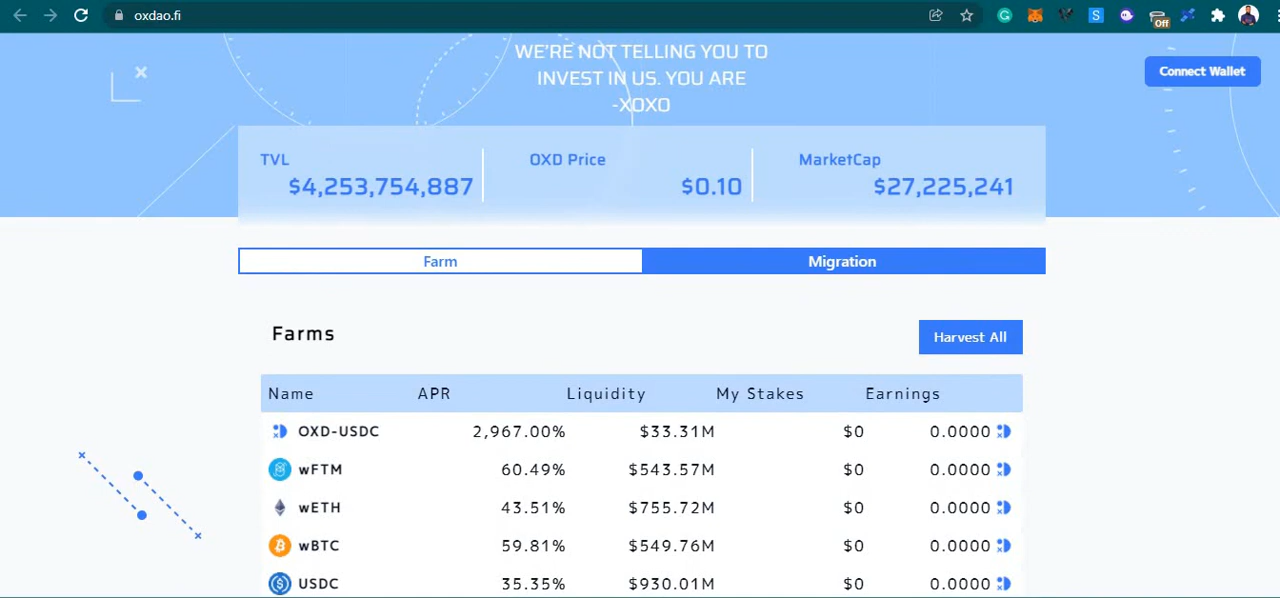 oxdao.fi
Off
WE'RE NOT TELLING YOU TO
INVEST IN US. YOU ARE
-XOXO
Connect Wallet
TVL OXD Price MarketCap
$4,253,754,887 $0.10 $27,225,241
Farm Migration
Farms
Harvest All
Name APR Liquidity My Stakes Earnings
OXD-USDC 2,967.00% $33.31M $0 0.0000
wFTM 60.49% $543.57M $0 0.0000
wETH 43.51% $755.72M $0 0.0000
wBTC 59.81% $549.76M $0 0.0000
USDC 35.35% $930.01M $0 0.0000